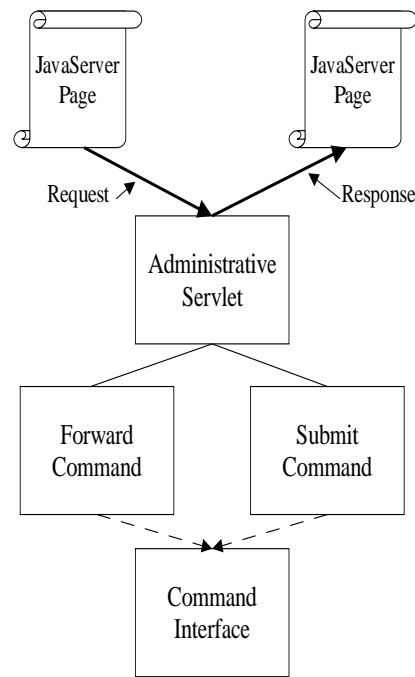 JavaServer
Page
JavaServer
Page
Request
Response
Administrative
Servlet
Forward
Command
Submit
Command
Command
Interface